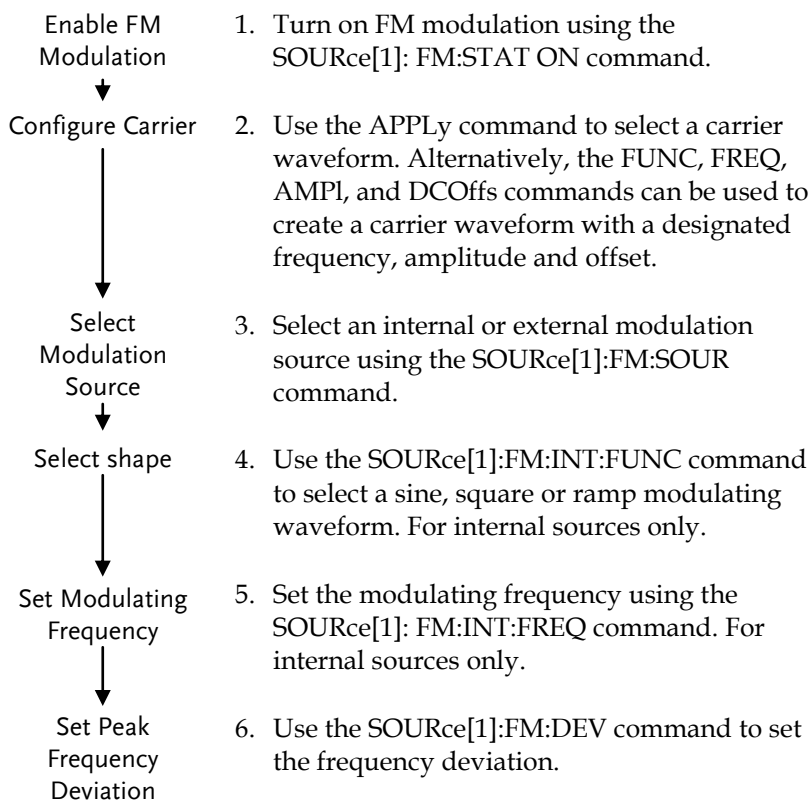 Enable FM
Modulation
1. Turn on FM modulation using the
SOURce[1]: FM:STAT ON command.
Configure Carrier
2. Use the APPLy command to select a carrier
waveform. Alternatively, the FUNC, FREQ,
AMPl, and DCOffs commands can be used to
create a carrier waveform with a designated
frequency, amplitude and offset.
Select
Modulation
Source
3. Select an internal or external modulation
source using the SOURce[1]:FM:SOUR
command.
Select shape
4. Use the SOURce[1]:FM:INT:FUNC command
to select a sine, square or ramp modulating
waveform. For internal sources only.
Set Modulating
Frequency
5. Set the modulating frequency using the
SOURce[1]: FM:INT:FREQ command. For
internal sources only.
Set Peak
Frequency
Deviation
6. Use the SOURce[1]:FM:DEV command to set
the frequency deviation.